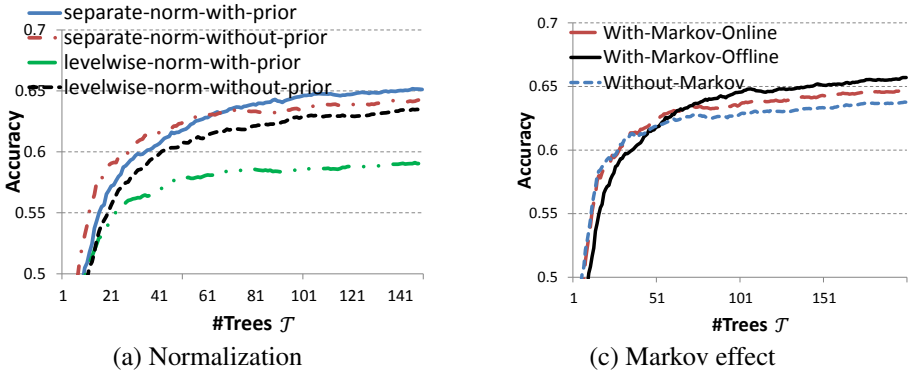 0.7
separate-norm-with-prior
separate-norm-without-prior
levelwise-norm-with-prior
levelwise-norm-without-prior
0.65
0.6
0.55
0.5
Accuracy
1 21 41 61 81 101 121 141
#Trees 𝒯
(a) Normalization
0.7
With-Markov-Online
With-Markov-Offline
Without-Markov
0.65
0.6
0.55
0.5
Accuracy
1 51 101 151
#Trees 𝒯
(c) Markov effect